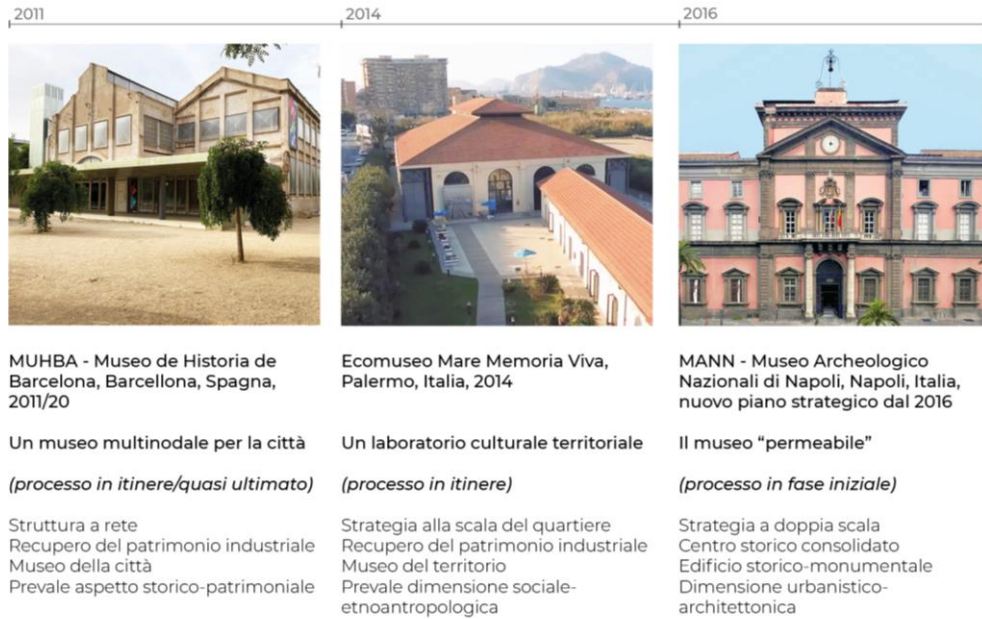 2011
2014
2016
MUHBA - Museo de Historia de
Barcelona, Barcellona, Spagna,
2011/20
Un museo multinodale per la città
(processo in itinere/quasi ultimato)
Struttura a rete
Recupero del patrimonio industriale
Museo della città
Prevale aspetto storico-patrimoniale
Ecomuseo Mare Memoria Viva,
Palermo, Italia, 2014
Un laboratorio culturale territoriale
(processo in itinere)
Strategia alla scala del quartiere
Recupero del patrimonio industriale
Museo del territorio
Prevale dimensione sociale-
etnoantropologica
MANN - Museo Archeologico
Nazionali di Napoli, Napoli, Italia,
nuovo piano strategico dal 2016
Il museo “permeabile”
(processo in fase iniziale)
Strategia a doppia scala
Centro storico consolidato
Edificio storico-monumentale
Dimensione urbanistico-
architettonica